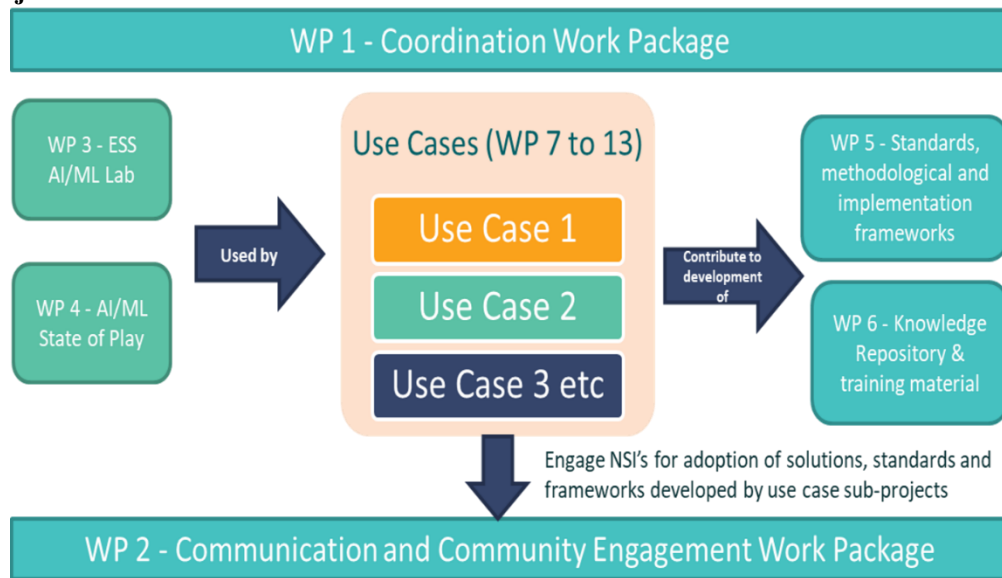 WP 1 - Coordination Work Package
WP 3 - ESS
AI/ML Lab
WP 4 - AI/ML
State of Play
Used by
Use Cases (WP 7 to 13)
Use Case 1
Use Case 2
Use Case 3 etc
Contribute to
development
of
WP 5 - Standards,
methodological and
implementation
frameworks
WP 6 - Knowledge
Repository &
training material
Engage NSI's for adoption of solutions, standards and
frameworks developed by use case sub-projects
WP 2 - Communication and Community Engagement Work Package